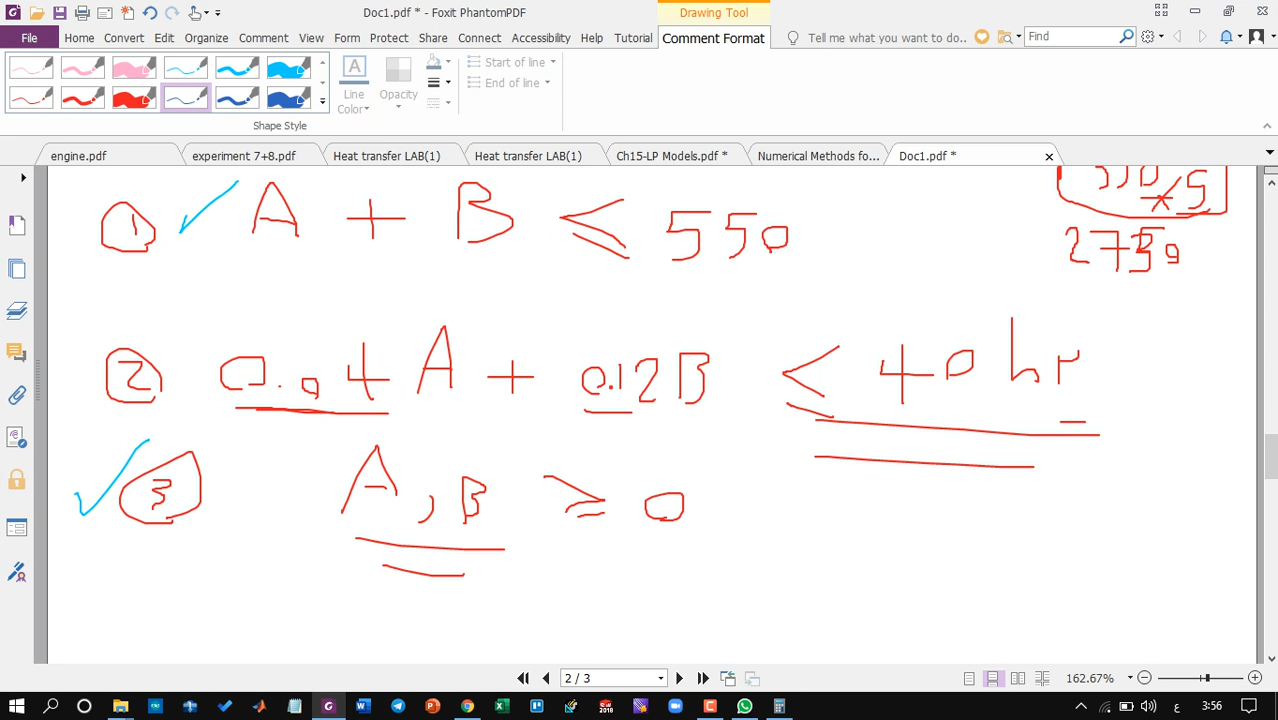 Doc1.pdf * - Foxit PhantomPDF
Drawing Tool
File Home Convert Edit Organize Comment View Form Protect Share Connect Accessibility Help Tutorial Comment Format Tell me what you want to do.. Find
Line Color Opacity Start of line End of line
Shape Style
engine.pdf experiment 7+8.pdf Heat transfer LAB(1) Heat transfer LAB(1) Ch15-LP Models.pdf * Numerical Methods fo... Doc1.pdf *
550
× 5
① A + B ≤ 550
2750
② 0.04 A + 0.12 B ≤ 40 hr
③ A, B ≥ 0
2 / 3 162.67%
3:56